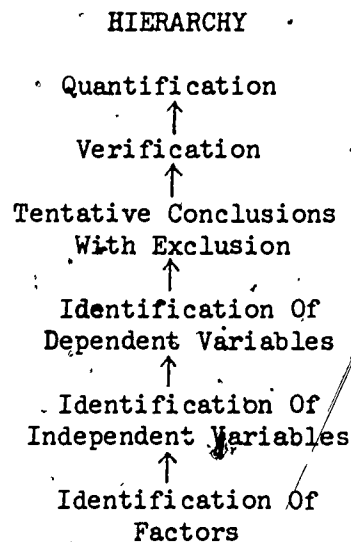 HIERARCHY
Quantification
Verification
Tentative Conclusions
With Exclusion
Identification Of
Dependent Variables
Identification Of
Independent Variables
Identification Of
Factors